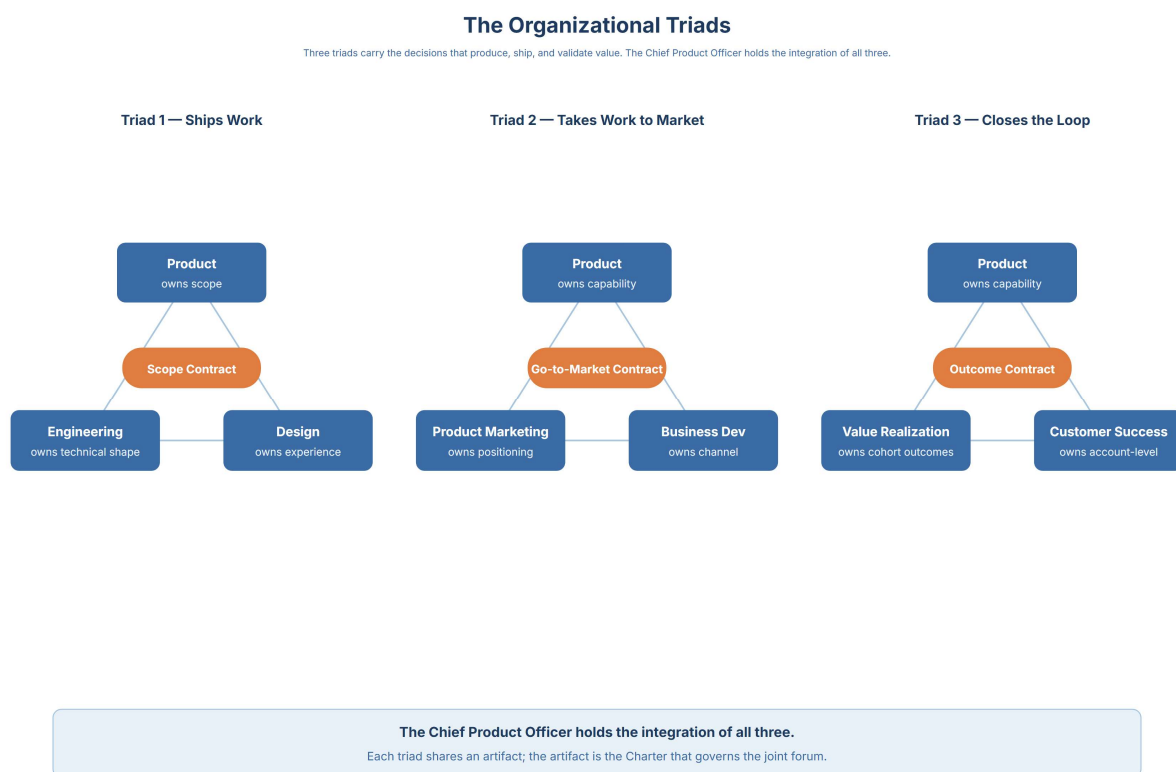 The Organizational Triads
Three triads carry the decisions that produce, ship, and validate value. The Chief Product Officer holds the integration of all three.
Triad 1 — Ships Work
Product
owns scope
Scope Contract
Engineering
owns technical shape
Design
owns experience
Triad 2 — Takes Work to Market
Product
owns capability
Go-to-Market Contract
Product Marketing
owns positioning
Business Dev
owns channel
Triad 3 — Closes the Loop
Product
owns capability
Outcome Contract
Value Realization
owns cohort outcomes
Customer Success
owns account-level
The Chief Product Officer holds the integration of all three.
Each triad shares an artifact; the artifact is the Charter that governs the joint forum.